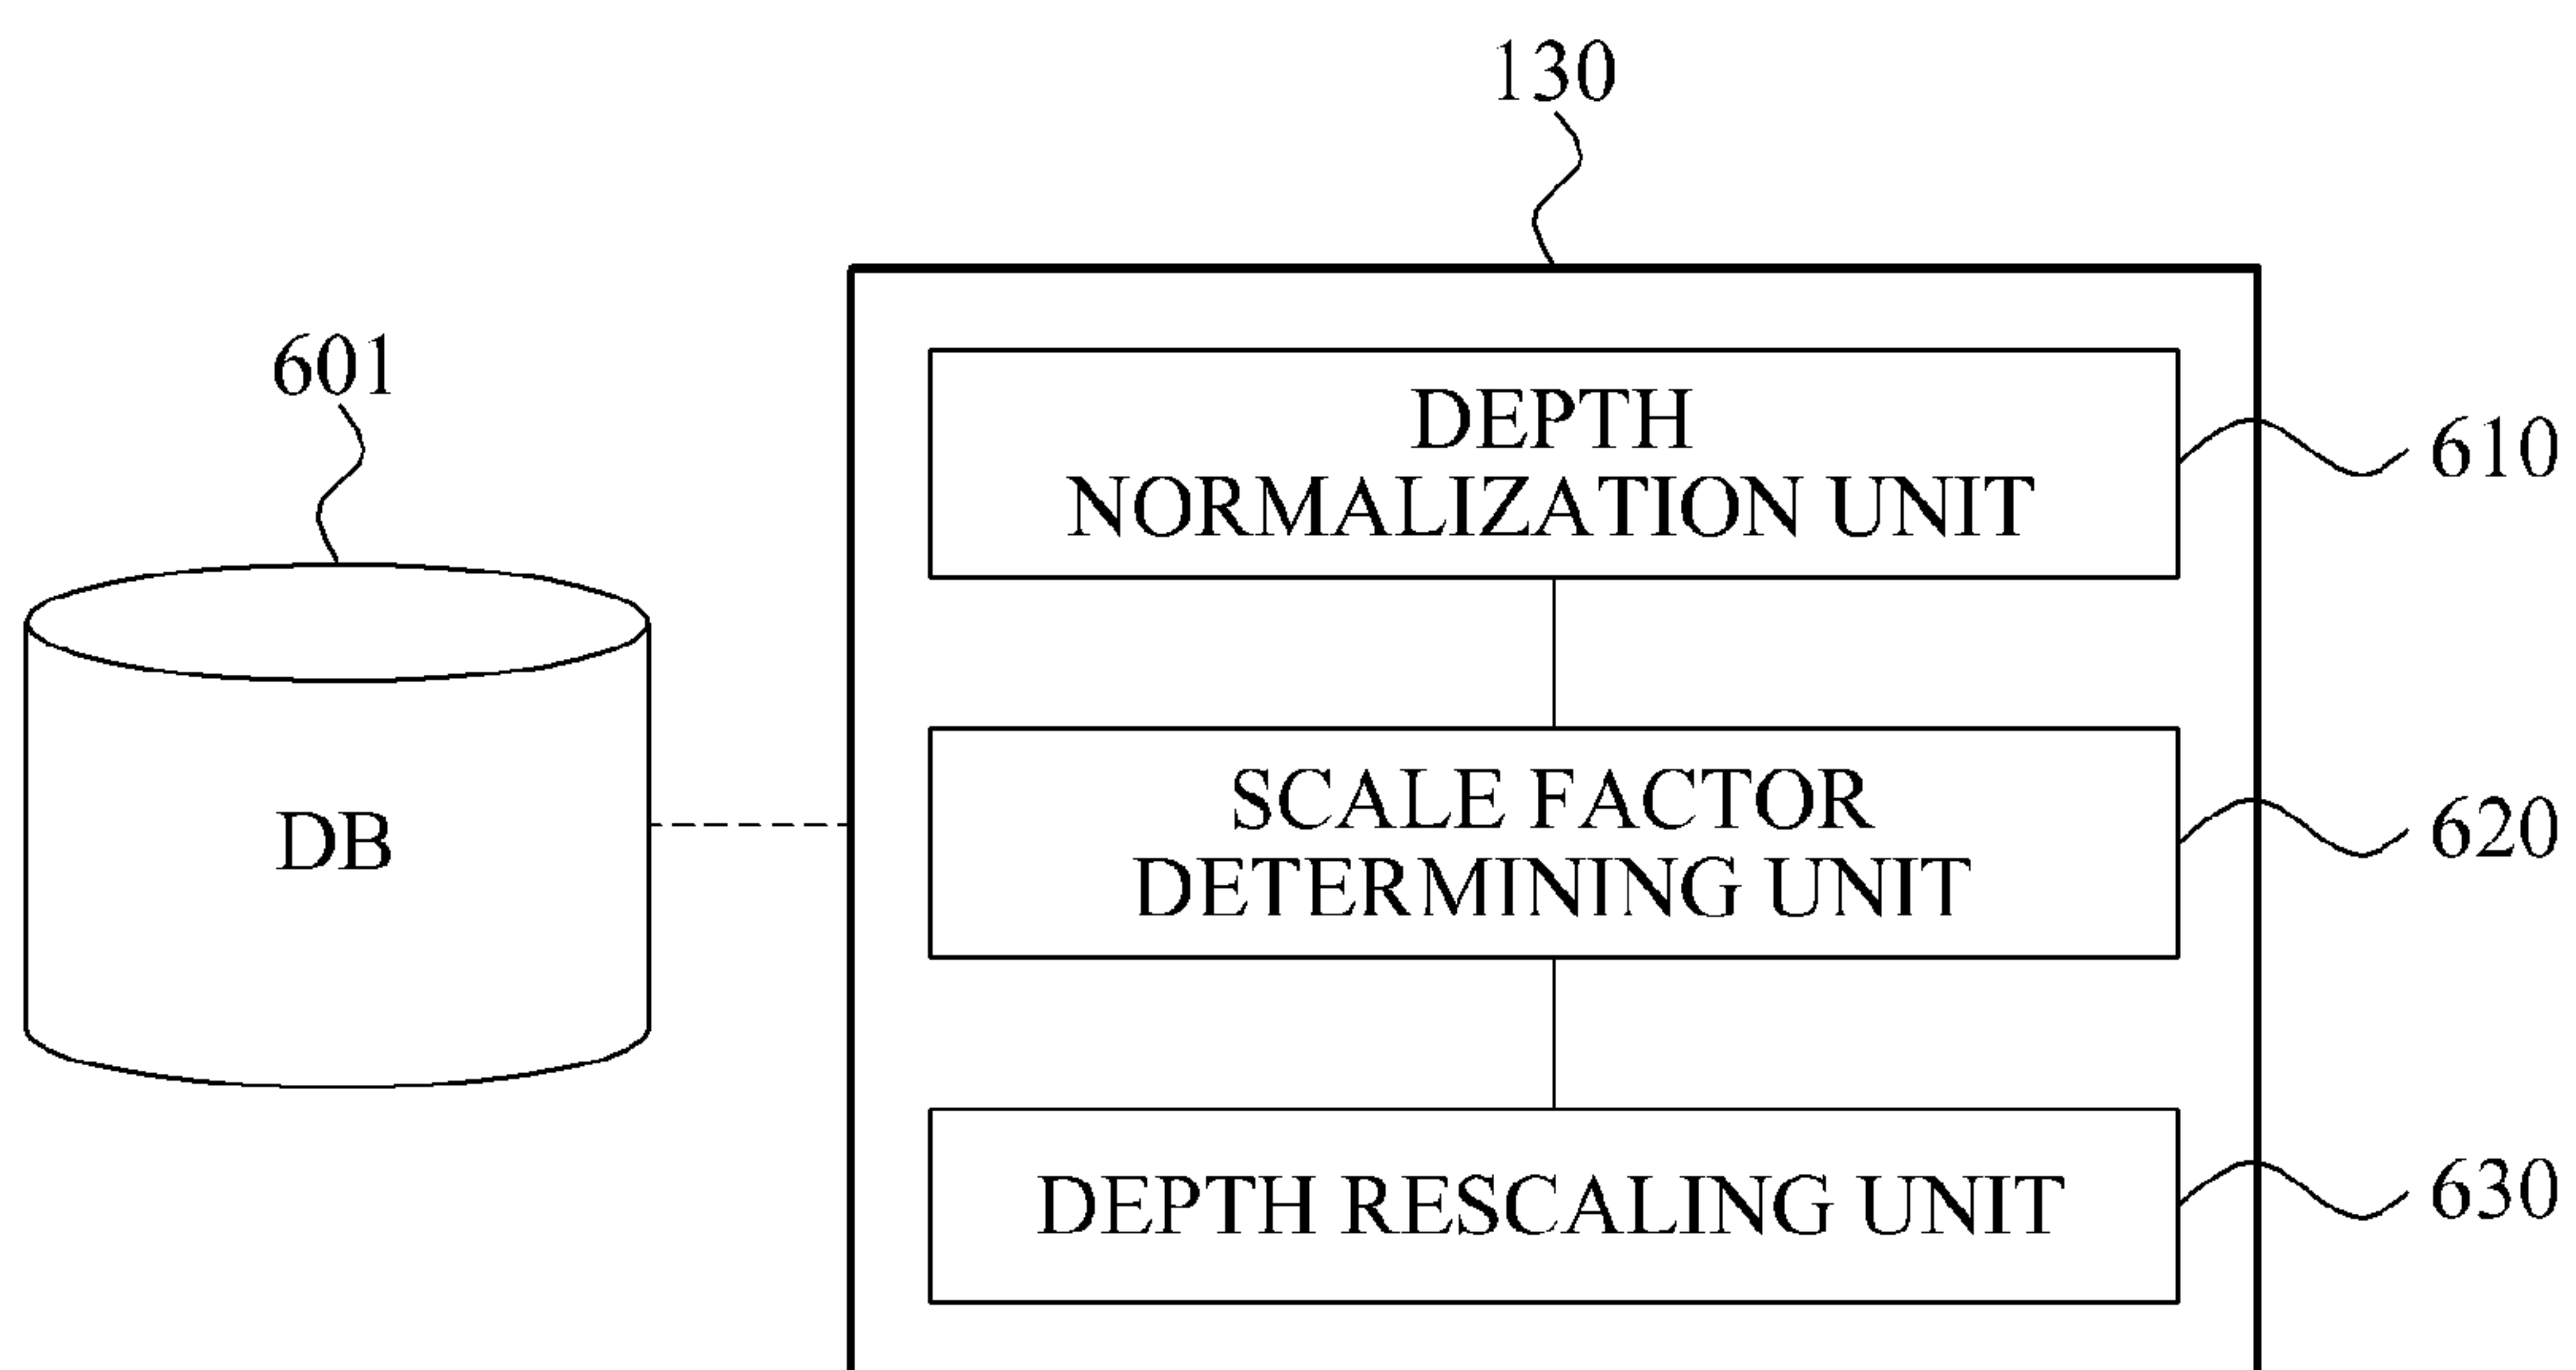 130
601
DEPTH
NORMALIZATION UNIT
610
DB
SCALE FACTOR
DETERMINING UNIT
620
DEPTH RESCALING UNIT
630